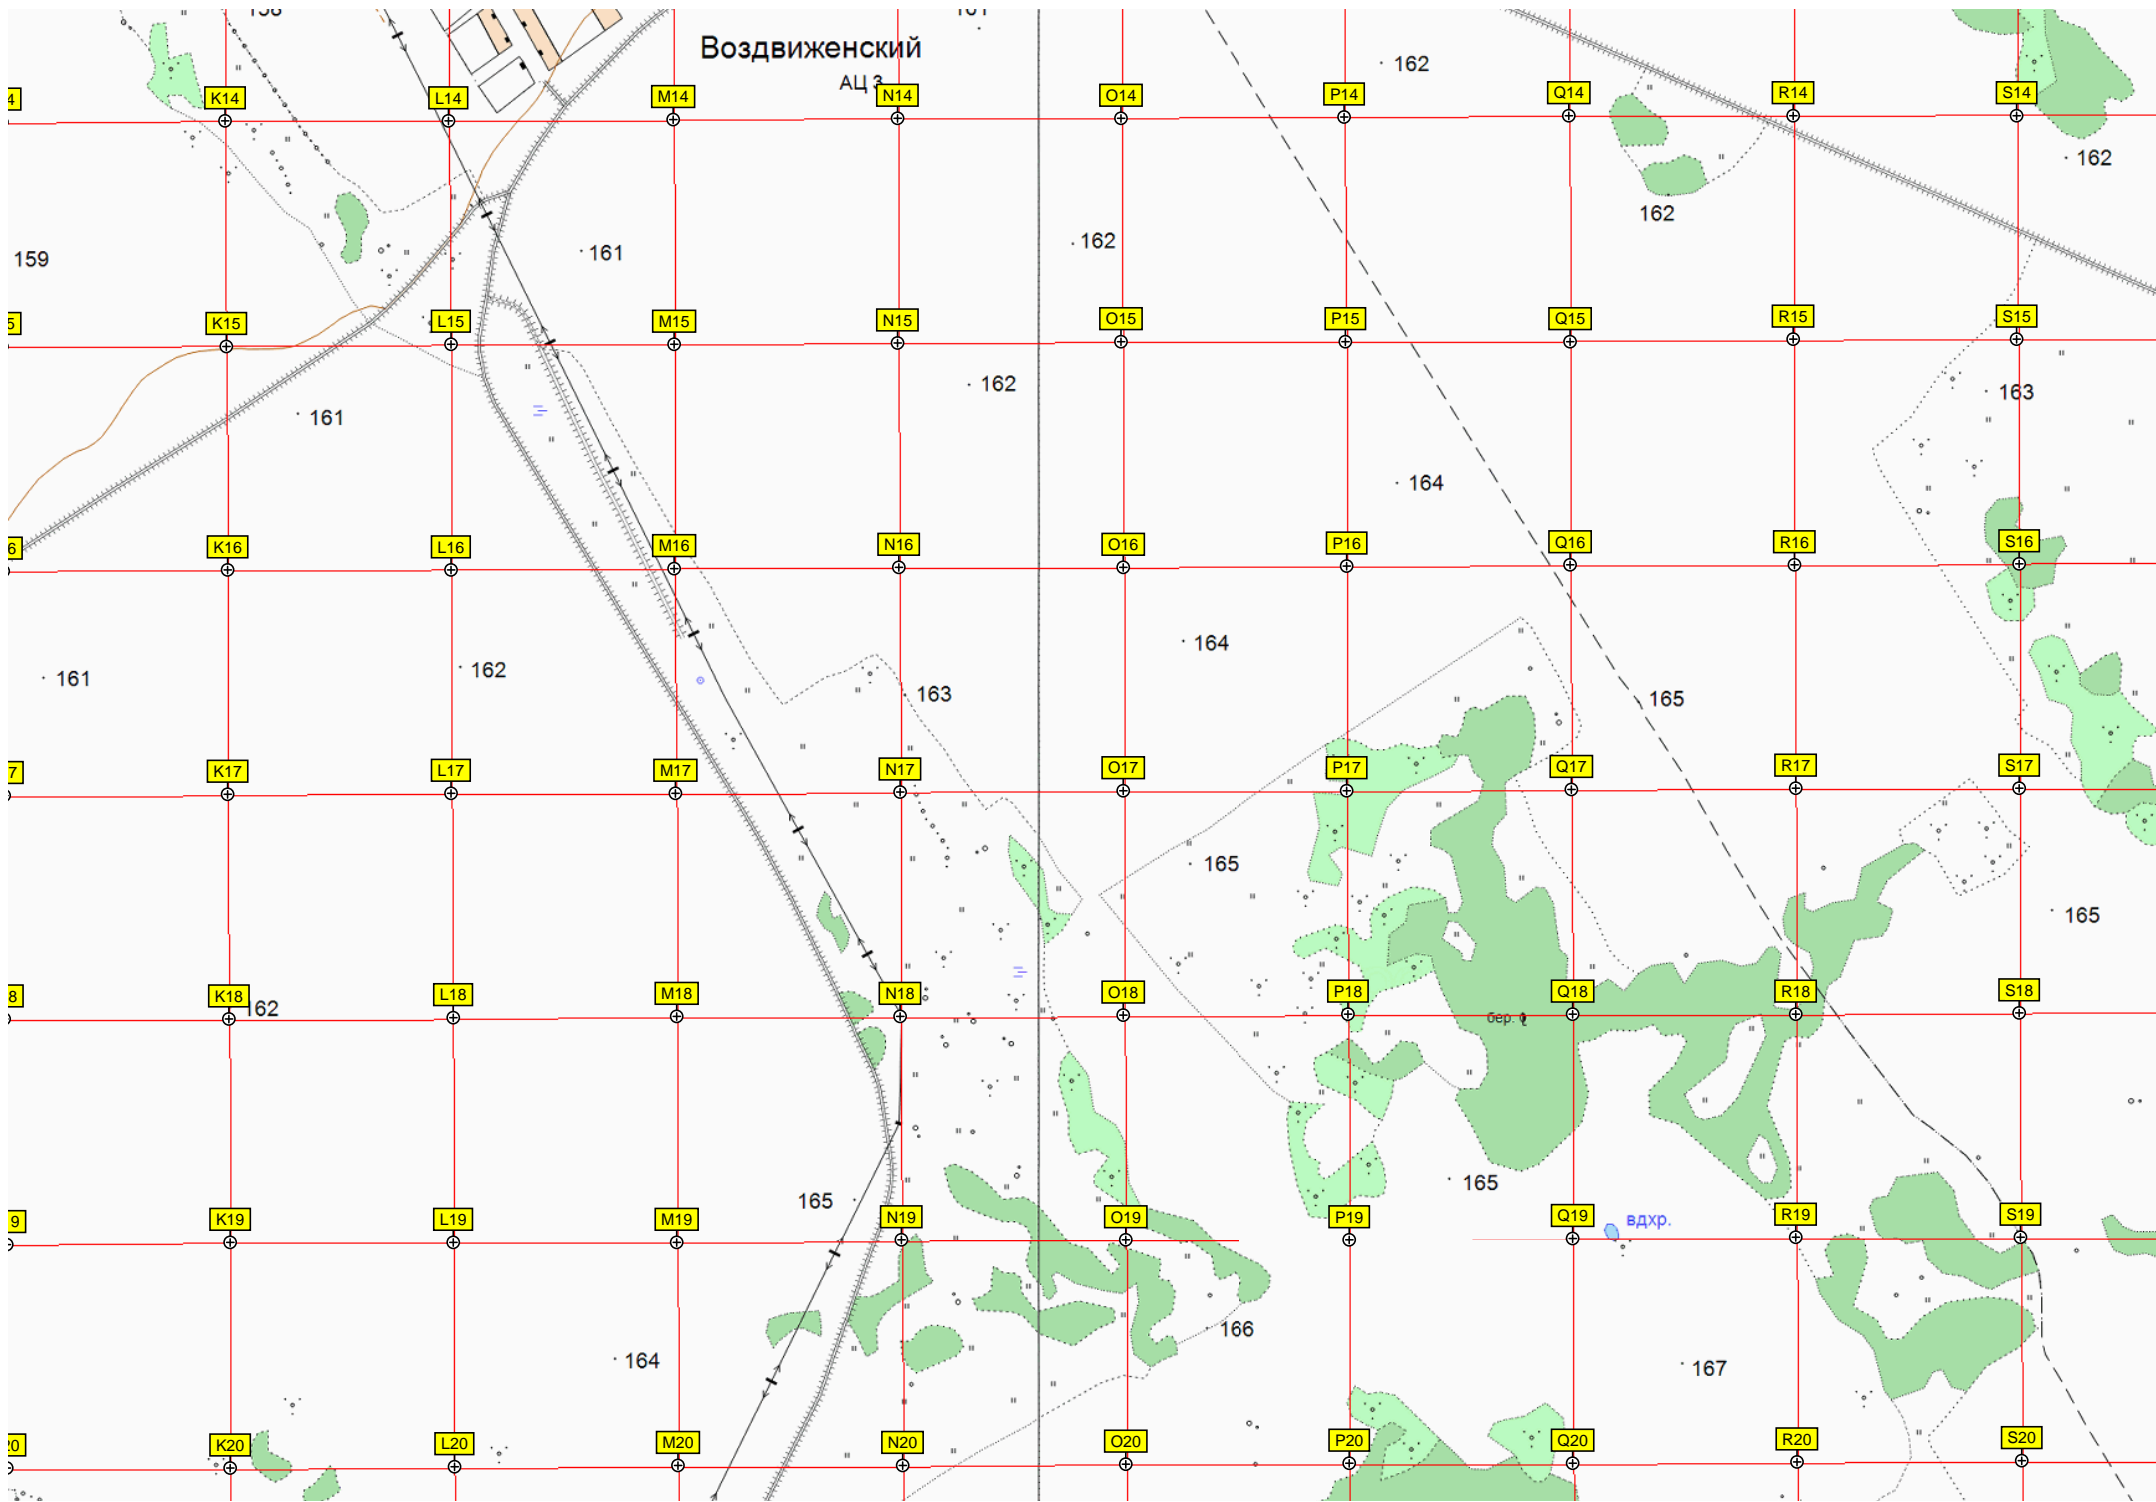 Воздвиженский
162
АЦ 3
K14
L14
M14
N14
O14
P14
Q14
R14
S14
162
162
159
161
162
K15
L15
M15
N15
O15
P15
Q15
R15
S15
161
162
163
164
K16
L16
M16
N16
O16
P16
Q16
R16
S16
161
162
163
164
165
K17
L17
M17
N17
O17
P17
Q17
R17
S17
165
165
K18
L18
M18
N18
O18
P18
Q18
R18
S18
162
бер.
165
165
K19
L19
M19
N19
O19
P19
Q19
R19
S19
вдхр.
166
164
167
K20
L20
M20
N20
O20
P20
Q20
R20
S20